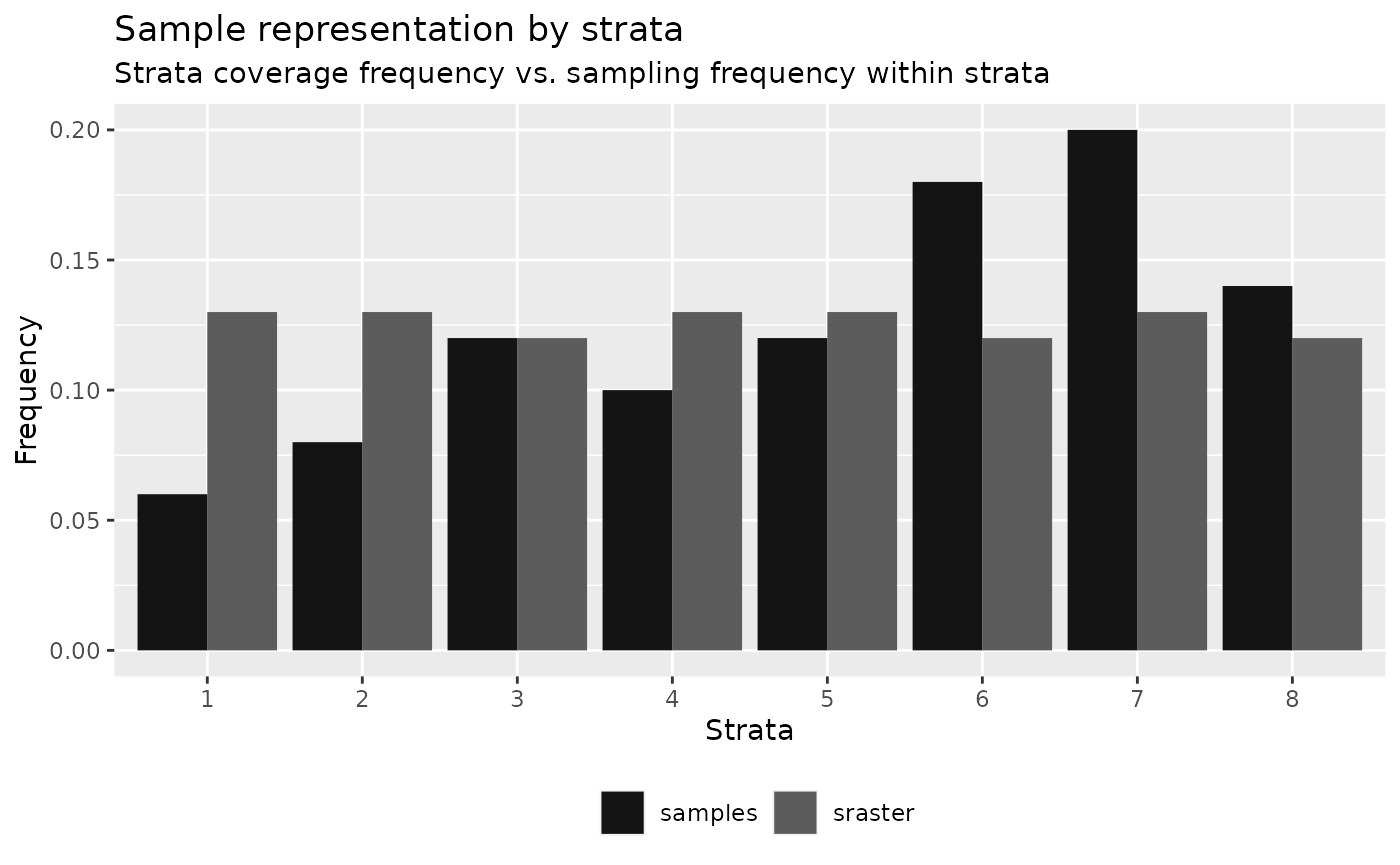 Sample representation by strata
Strata coverage frequency vs. sampling frequency within strata
Frequency
0.20
0.15
0.10
0.05
0.00
1 2 3 4 5 6 7 8
Strata
samples sraster